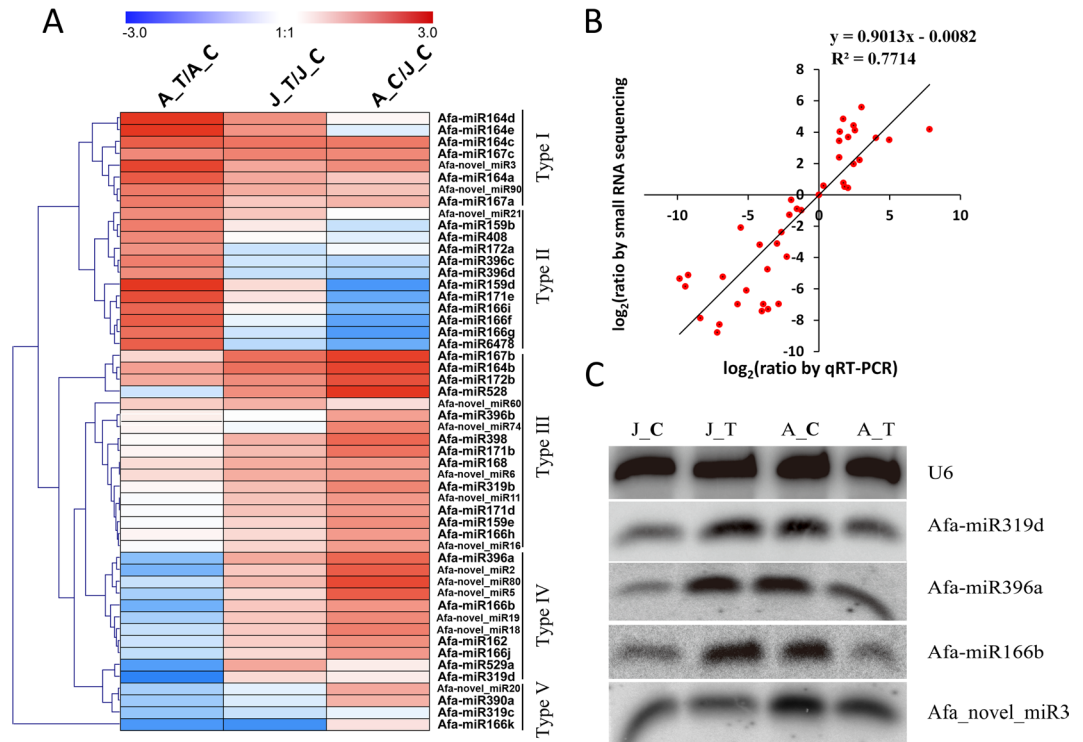 A
-3.0 1:1 3.0
A_T/A_C
J_T/J_C
A_C/J_C
Afa-miR164d
Afa-miR164e
Afa-miR164c
Afa-miR167c
Afa-novel_miR3
Afa-miR164a
Afa-novel_miR90
Afa-miR167a
Afa-novel_miR21
Afa-miR159b
Afa-miR408
Afa-miR172a
Afa-miR396c
Afa-miR396d
Afa-miR159d
Afa-miR171e
Afa-miR166i
Afa-miR166f
Afa-miR166g
Afa-miR6478
Afa-miR167b
Afa-miR164b
Afa-miR172b
Afa-miR528
Afa-novel_miR60
Afa-miR396b
Afa-novel_miR74
Afa-miR398
Afa-miR171b
Afa-miR168
Afa-novel_miR6
Afa-miR319b
Afa-novel_miR11
Afa-miR171d
Afa-miR159e
Afa-miR166h
Afa-novel_miR16
Afa-miR396a
Afa-novel_miR2
Afa-novel_miR80
Afa-novel_miR5
Afa-miR166b
Afa-novel_miR19
Afa-novel_miR18
Afa-miR162
Afa-miR166j
Afa-miR529a
Afa-miR319d
Afa-novel_miR20
Afa-miR390a
Afa-miR319c
Afa-miR166k
Type I
Type II
Type III
Type IV
Type V
B
y = 0.9013x - 0.0082
R² = 0.7714
log2(ratio by small RNA sequencing)
8
6
4
2
0
-2
-4
-6
-8
-10
-10 -5 0 5 10
log2(ratio by qRT-PCR)
C
J_C J_T A_C A_T
U6
Afa-miR319d
Afa-miR396a
Afa-miR166b
Afa_novel_miR3